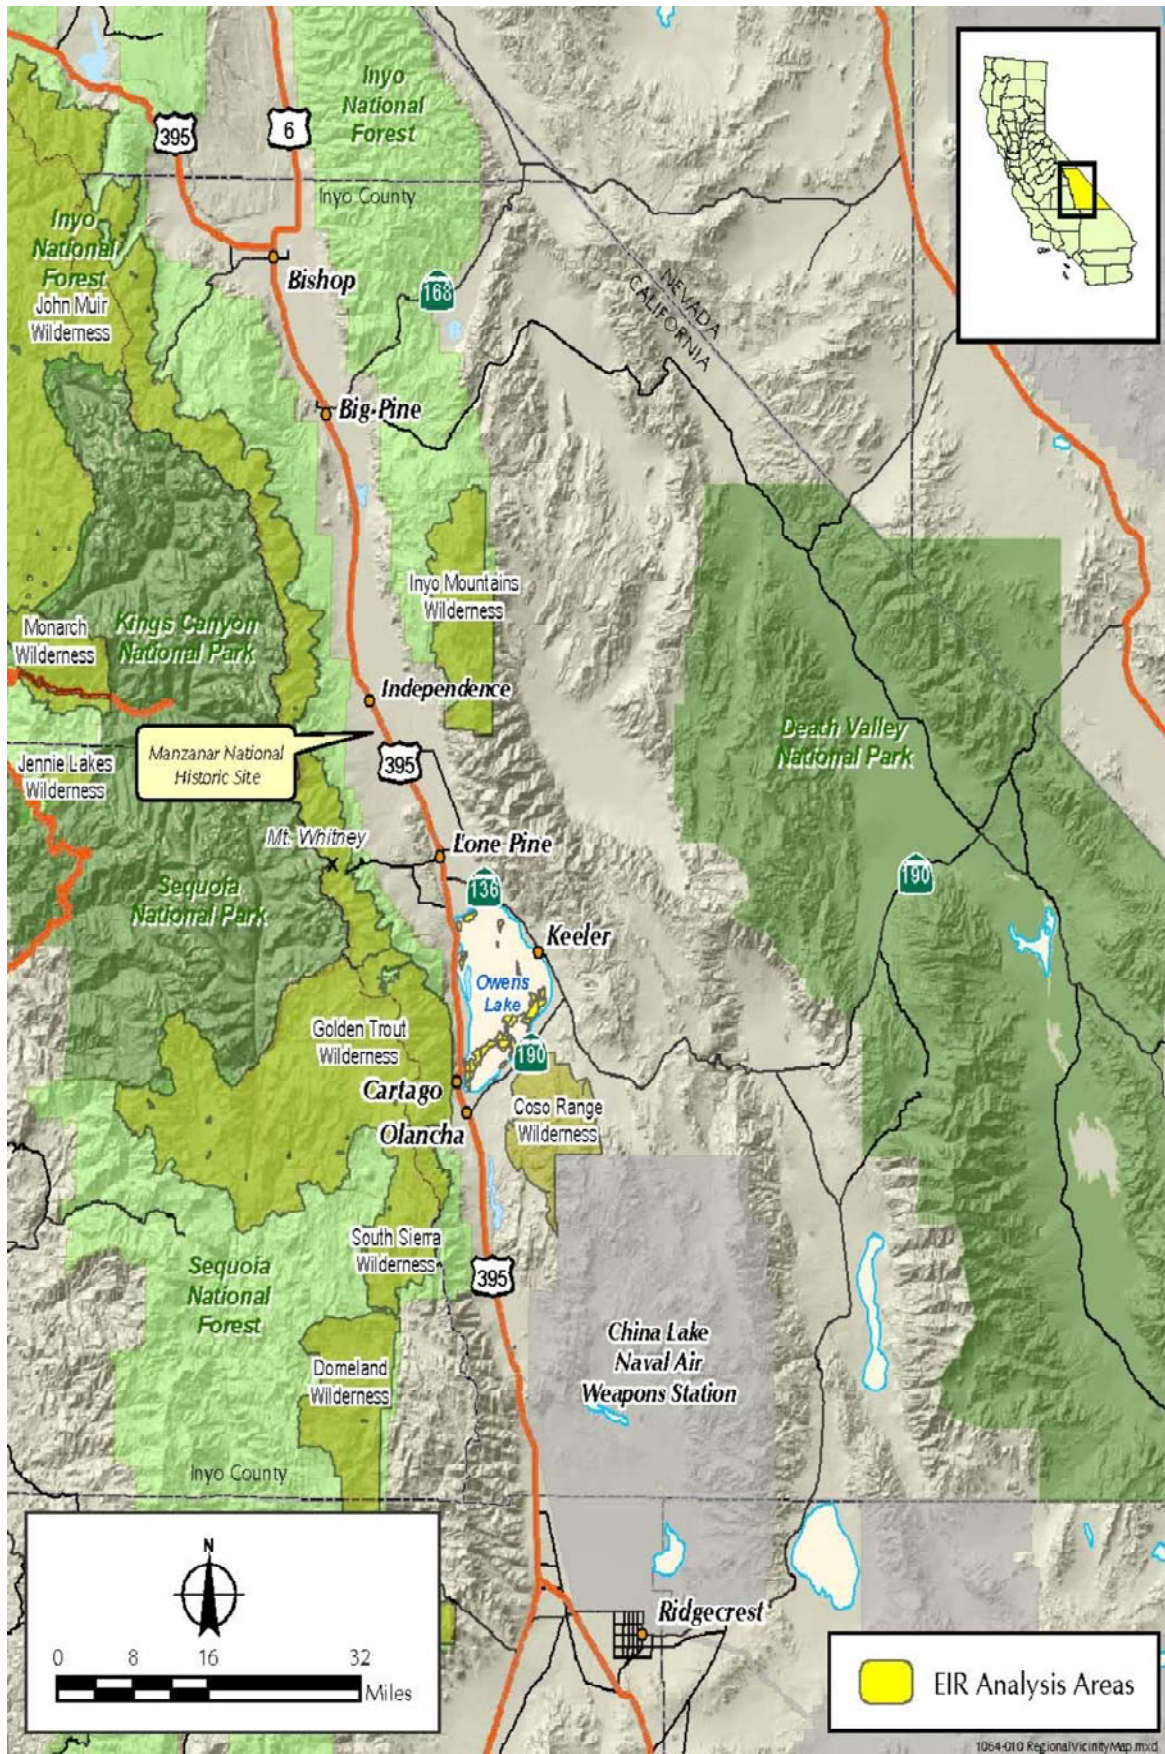 Inyo
National
Forest
395
6
Inyo County
Inyo
National
Forest
John Muir
Wilderness
Bishop
168
NEVADA
CALIFORNIA
Big-Pine
Inyo Mountains
Wilderness
Monarch
Wilderness
Kings Canyon
National Park
Independence
Manzanar National
Historic Site
395
Jennie Lakes
Wilderness
Death Valley
National Park
Mt. Whitney
Lone Pine
136
190
Sequoia
National Park
Keeler
Owens
Lake
Golden Trout
Wilderness
190
Cartago
Olancha
Coso Range
Wilderness
South Sierra
Wilderness
395
Sequoia
National
Forest
China Lake
Naval Air
Weapons Station
Domeland
Wilderness
Inyo County
N
0 8 16 32
Miles
Ridgecrest
EIR Analysis Areas
1064-010 RegionalVicinityMap.mxd